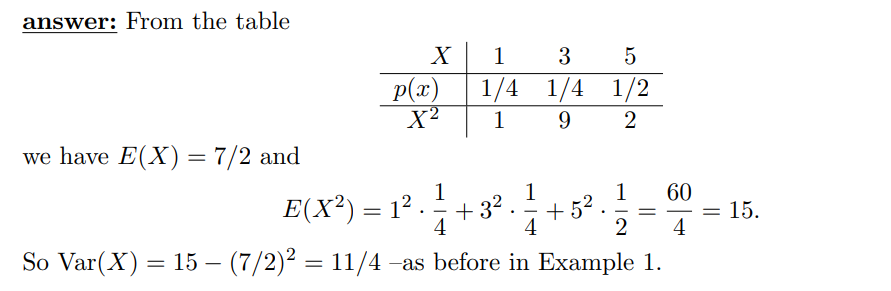 answer: From the table
X 1 3 5
p(x) 1/4 1/4 1/2
X² 1 9 2
we have E(X) = 7/2 and
E(X²) = 1² · 1/4 + 3² · 1/4 + 5² · 1/2 = 60/4 = 15.
So Var(X) = 15 − (7/2)² = 11/4 –as before in Example 1.